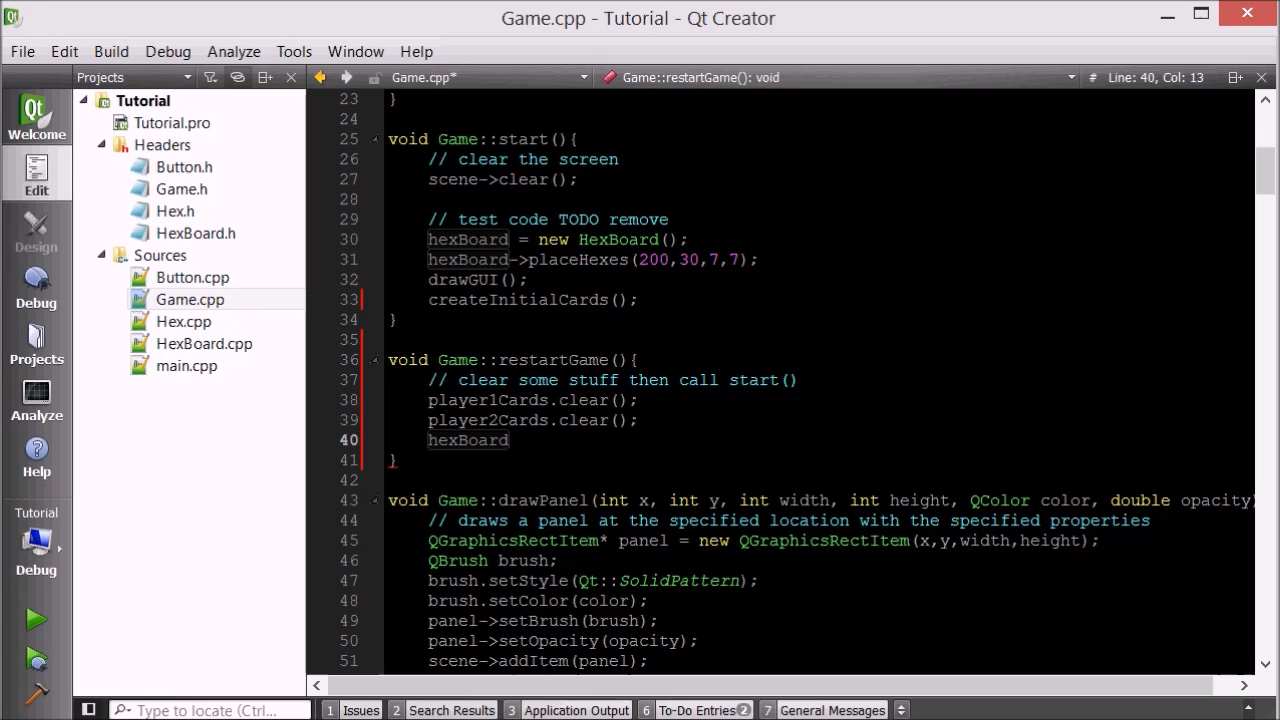 Game.cpp - Tutorial - Qt Creator
File Edit Build Debug Analyze Tools Window Help
Projects
Game.cpp*
Game::restartGame(): void
# Line: 40, Col: 13
Welcome
Edit
Design
Debug
Projects
Analyze
Help
Tutorial
Debug
Tutorial
Tutorial.pro
Headers
Button.h
Game.h
Hex.h
HexBoard.h
Sources
Button.cpp
Game.cpp
Hex.cpp
HexBoard.cpp
main.cpp
23 }
24
25 void Game::start(){
26 // clear the screen
27 scene->clear();
28
29 // test code TODO remove
30 hexBoard = new HexBoard();
31 hexBoard->placeHexes(200,30,7,7);
32 drawGUI();
33 createInitialCards();
34 }
35
36 void Game::restartGame(){
37 // clear some stuff then call start()
38 player1Cards.clear();
39 player2Cards.clear();
40 hexBoard
41 }
42
43 void Game::drawPanel(int x, int y, int width, int height, QColor color, double opacity)
44 // draws a panel at the specified location with the specified properties
45 QGraphicsRectItem* panel = new QGraphicsRectItem(x,y,width,height);
46 QBrush brush;
47 brush.setStyle(Qt::SolidPattern);
48 brush.setColor(color);
49 panel->setBrush(brush);
50 panel->setOpacity(opacity);
51 scene->addItem(panel);
Type to locate (Ctrl...
1 Issues
2 Search Results
3 Application Output
6 To-Do Entries 2
7 General Messages